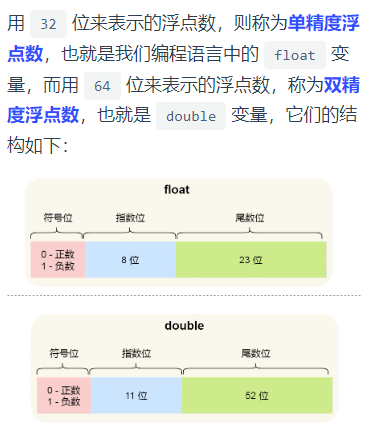 用 32 位来表示的浮点数，则称为单精度浮
点数，也就是我们编程语言中的 float 变
量，而用 64 位来表示的浮点数，称为双精
度浮点数，也就是 double 变量，它们的结
构如下：
float
符号位 指数位 尾数位
0 - 正数
1 - 负数
8 位 23 位
double
符号位 指数位 尾数位
0 - 正数
1 - 负数
11 位 52 位